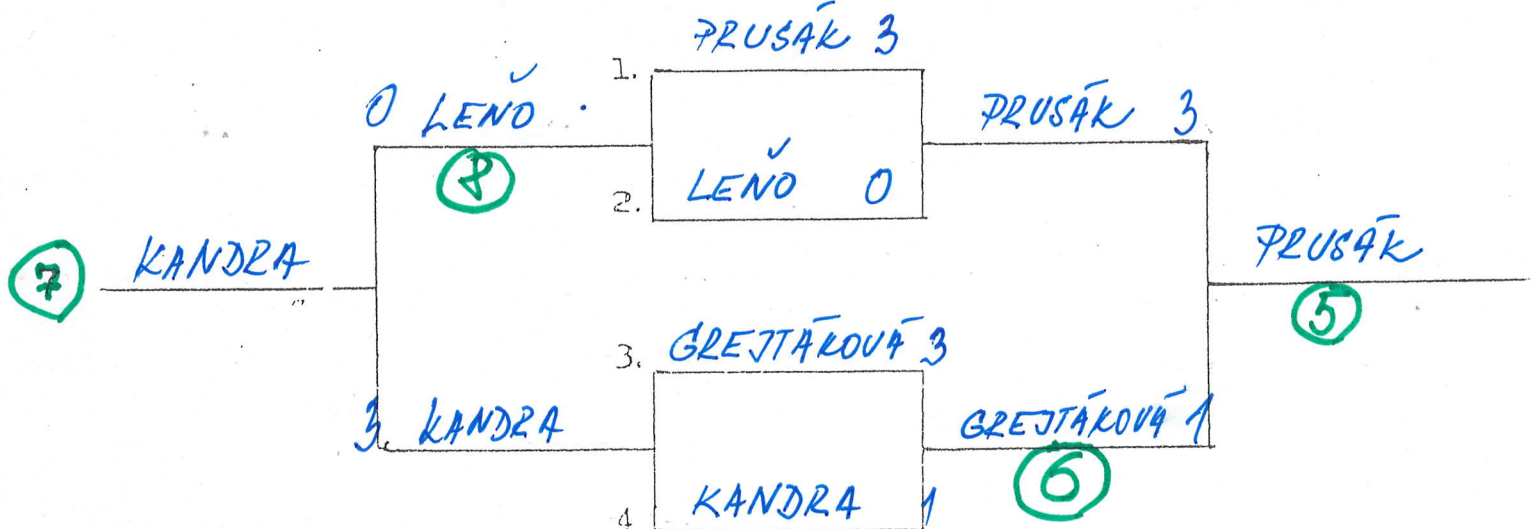 PRUSÁK 3
1.
0 LEŇO
PRUSÁK 3
8
LEŇO 0
2.
PRUSÁK
KANDRA
7
5
GREJTÁKOVÁ 3
3.
3. KANDRA
GREJTÁKOVÁ 1
6
KANDRA 1
4